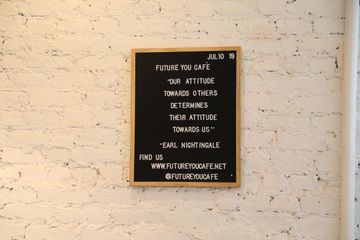 JUL 10 19
FUTURE YOU CAFE
"OUR ATTITUDE
TOWARDS OTHERS
DETERMINES
THEIR ATTITUDE
TOWARDS US"
~EARL NIGHTINGALE
FIND US
WWW.FUTUREYOUCAFE.NET
@FUTUREYOUCAFE